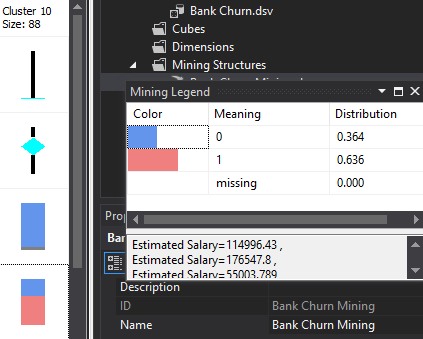 Cluster 10
Size: 88
Bank Churn.dsv
Cubes
Dimensions
Mining Structures
Mining Legend
Color Meaning Distribution
0 0.364
1 0.636
missing 0.000
Estimated Salary=114996.43 ,
Estimated Salary=176547.8 ,
Estimated Salary=55003.789
Prop
Ban
Description
ID Bank Churn Mining
Name Bank Churn Mining